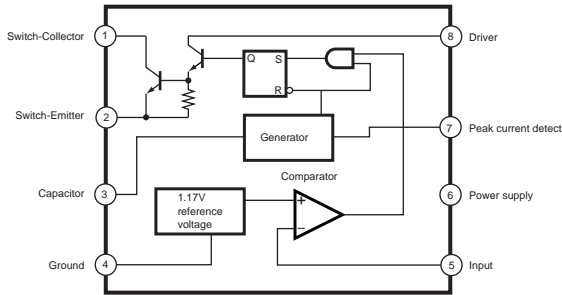 Switch-Collector
1
8
Driver
Q
S
R
Switch-Emitter
2
Generator
7
Peak current detect
Comparator
Capacitor
3
1.17V
reference
voltage
+
−
6
Power supply
Ground
4
5
Input